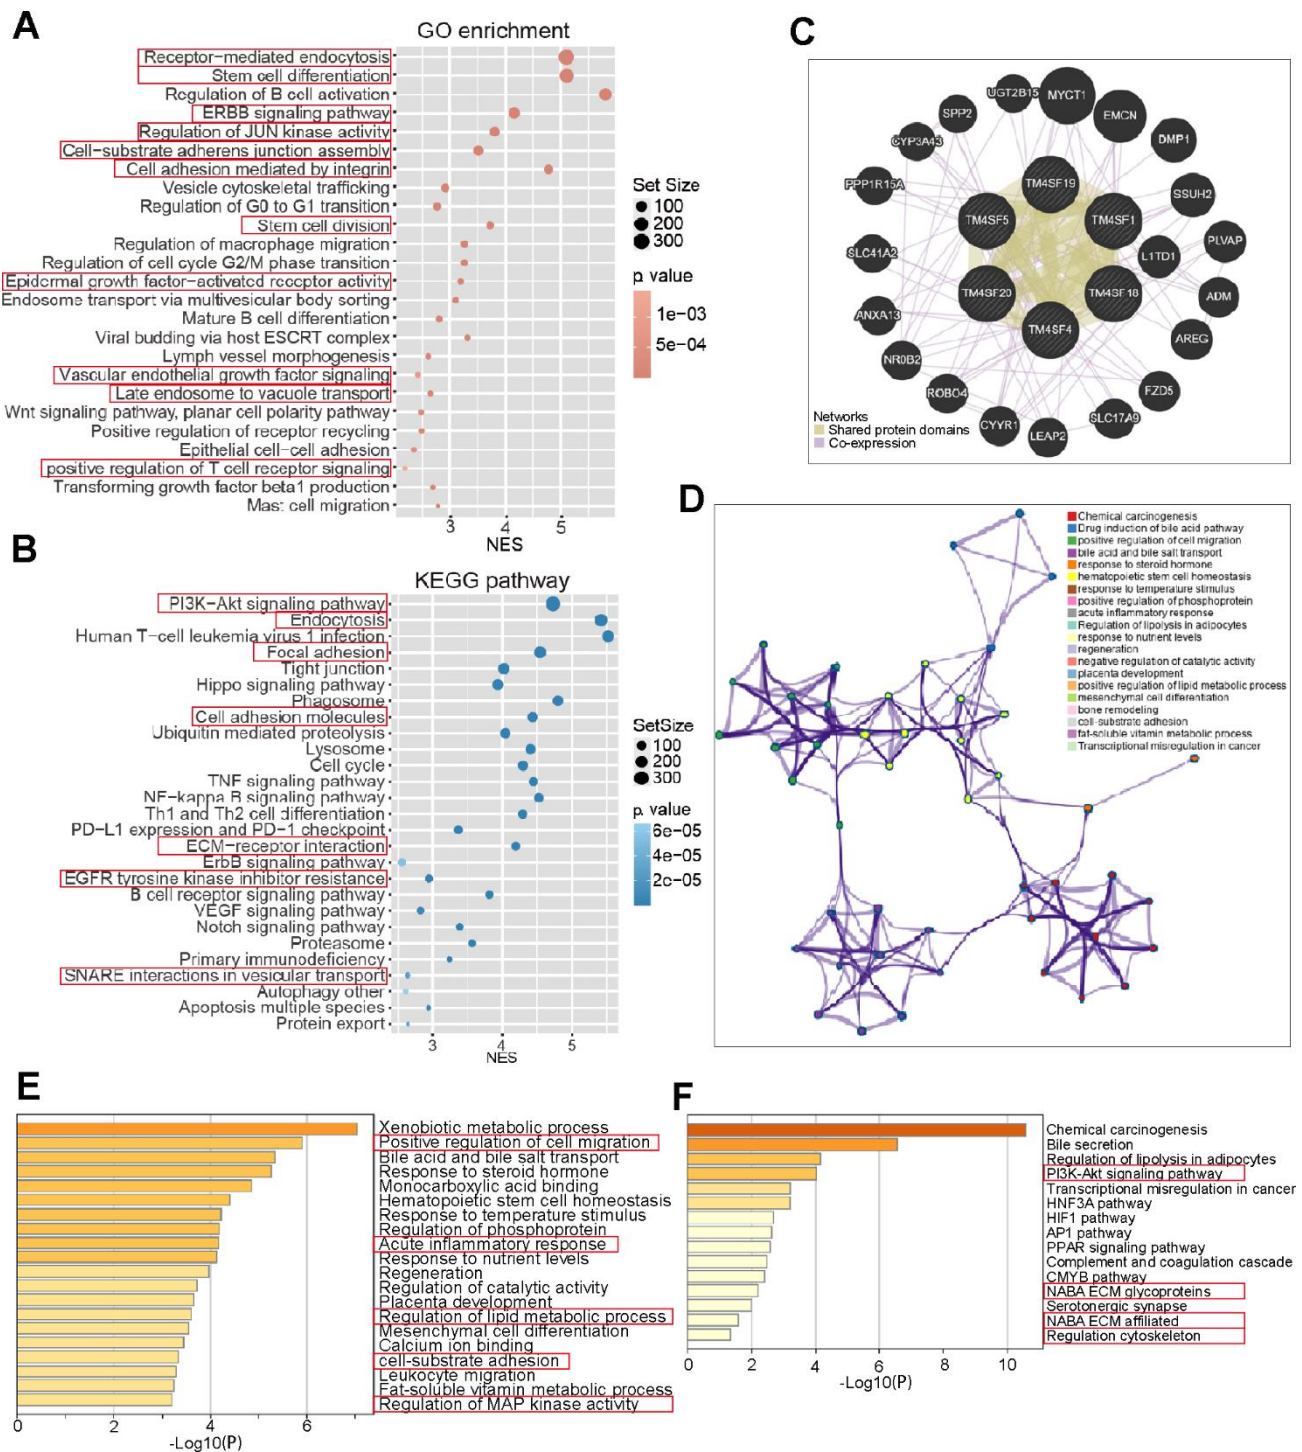 A
GO enrichment
Receptor-mediated endocytosis
Stem cell differentiation
Regulation of B cell activation
ERBB signaling pathway
Regulation of JUN kinase activity
Cell-substrate adherens junction assembly
Cell adhesion mediated by integrin
Vesicle cytoskeletal trafficking
Regulation of G0 to G1 transition
Stem cell division
Regulation of macrophage migration
Regulation of cell cycle G2/M phase transition
Epidermal growth factor-activated receptor activity
Endosome transport via multivesicular body sorting
Mature B cell differentiation
Viral budding via host ESCRT complex
Lymph vessel morphogenesis
Vascular endothelial growth factor signaling
Late endosome to vacuole transport
Wnt signaling pathway, planar cell polarity pathway
Positive regulation of receptor recycling
Epithelial cell-cell adhesion
positive regulation of T cell receptor signaling
Transforming growth factor beta1 production
Mast cell migration
3 4 5
NES
Set Size
100
200
300
p value
1e-03
5e-04
B
KEGG pathway
PI3K-Akt signaling pathway
Endocytosis
Human T-cell leukemia virus 1 infection
Focal adhesion
Tight junction
Hippo signaling pathway
Phagosome
Cell adhesion molecules
Ubiquitin mediated proteolysis
Lysosome
Cell cycle
TNF signaling pathway
NF-kappa B signaling pathway
Th1 and Th2 cell differentiation
PD-L1 expression and PD-1 checkpoint
ECM-receptor interaction
ErbB signaling pathway
EGFR tyrosine kinase inhibitor resistance
B cell receptor signaling pathway
VEGF signaling pathway
Notch signaling pathway
Proteasome
Primary immunodeficiency
SNARE interactions in vesicular transport
Autophagy other
Apoptosis multiple species
Protein export
3 4 5
NES
SetSize
100
200
300
p value
6e-05
4e-05
2e-05
C
UGT2B15
MYCT1
EMCN
SPP2
DMP1
CYP3A43
PPP1R15A
TM4SF19
SSUH2
TM4SF5
TM4SF1
PLVAP
SLC41A2
L1TD1
TM4SF20
TM4SF18
ADM
ANXA13
TM4SF4
AREG
NR0B2
ROBO4
FZD5
SLC17A9
CYYR1
LEAP2
Networks
Shared protein domains
Co-expression
D
Chemical carcinogenesis
Drug induction of bile acid pathway
positive regulation of cell migration
bile acid and bile salt transport
response to steroid hormone
hematopoietic stem cell homeostasis
response to temperature stimulus
positive regulation of phosphoprotein
acute inflammatory response
Regulation of lipolysis in adipocytes
response to nutrient levels
regeneration
negative regulation of catalytic activity
placenta development
positive regulation of lipid metabolic process
mesenchymal cell differentiation
bone remodeling
cell-substrate adhesion
fat-soluble vitamin metabolic process
Transcriptional misregulation in cancer
E
Xenobiotic metabolic process
Positive regulation of cell migration
Bile acid and bile salt transport
Response to steroid hormone
Monocarboxylic acid binding
Hematopoietic stem cell homeostasis
Response to temperature stimulus
Regulation of phosphoprotein
Acute inflammatory response
Response to nutrient levels
Regeneration
Regulation of catalytic activity
Placenta development
Regulation of lipid metabolic process
Mesenchymal cell differentiation
Calcium ion binding
cell-substrate adhesion
Leukocyte migration
Fat-soluble vitamin metabolic process
Regulation of MAP kinase activity
0 2 4 6
-Log10(P)
F
Chemical carcinogenesis
Bile secretion
Regulation of lipolysis in adipocytes
PI3K-Akt signaling pathway
Transcriptional misregulation in cancer
HNF3A pathway
HIF1 pathway
AP1 pathway
PPAR signaling pathway
Complement and coagulation cascade
CMYB pathway
NABA ECM glycoproteins
Serotonergic synapse
NABA ECM affiliated
Regulation cytoskeleton
0 2 4 6 8 10
-Log10(P)